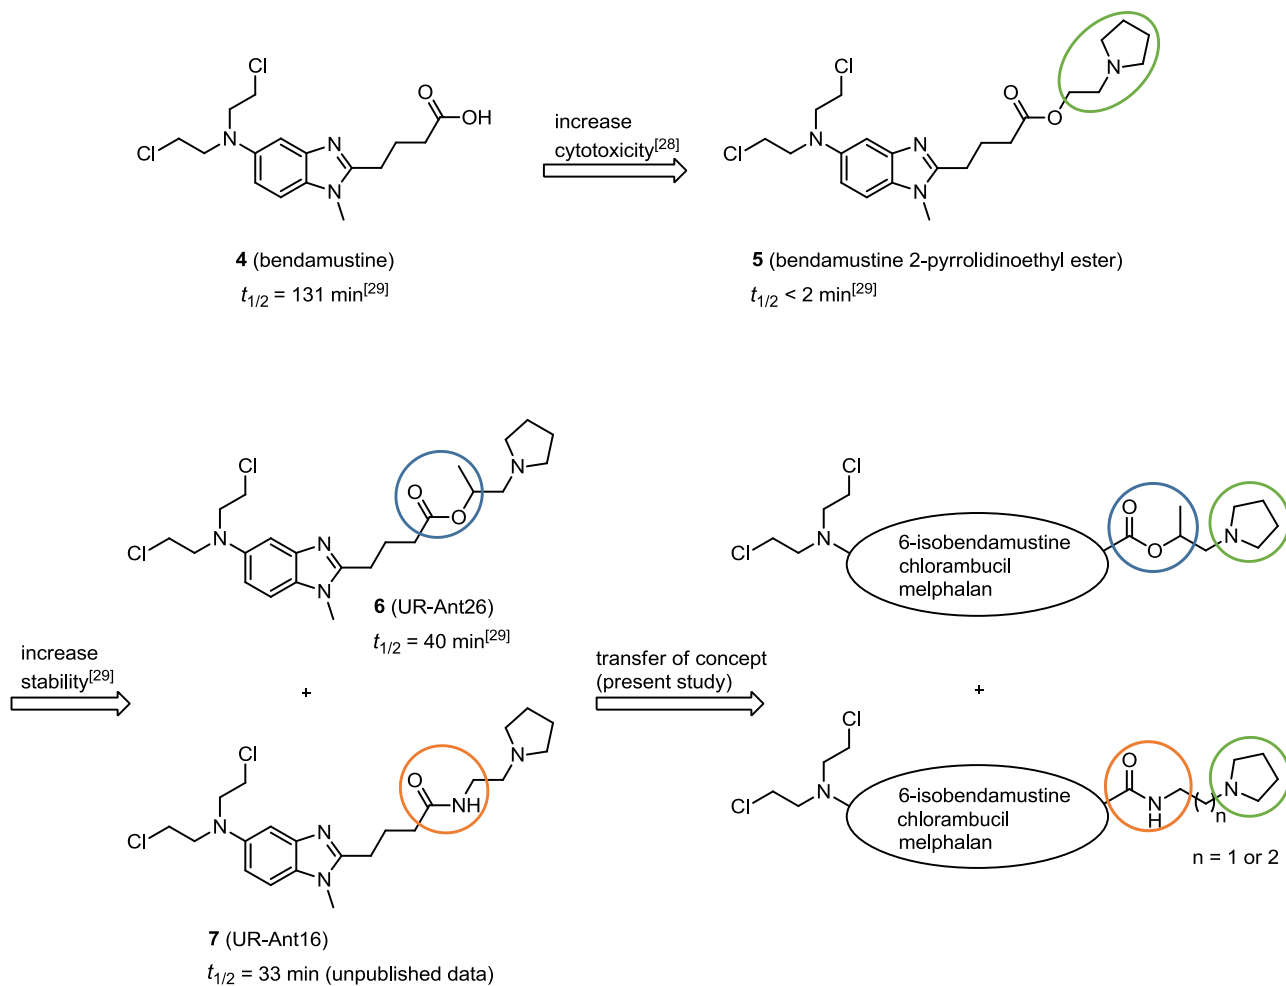 Cl
O
OH
N
Cl
N
N
4 (bendamustine)
t1/2 = 131 min[29]
increase
cytotoxicity[28]
N
Cl
O
O
N
Cl
N
N
5 (bendamustine 2-pyrrolidinoethyl ester)
t1/2 < 2 min[29]
increase
stability[29]
Cl
N
O
O
N
Cl
N
N
6 (UR-Ant26)
t1/2 = 40 min[29]
+
Cl
N
O
NH
N
Cl
N
N
7 (UR-Ant16)
t1/2 = 33 min (unpublished data)
transfer of concept
(present study)
Cl
N
Cl
6-isobendamustine
chlorambucil
melphalan
O
O
N
+
Cl
N
Cl
6-isobendamustine
chlorambucil
melphalan
O
N
H
( )n
N
n = 1 or 2